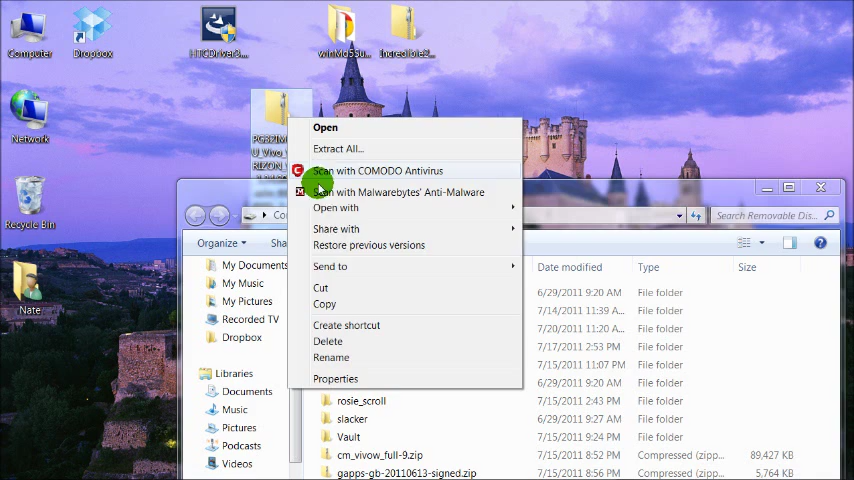 Computer
Dropbox
HTCDriver3...
winMd5Su...
Incredible2...
Network
Recycle Bin
Nate
U_Vivo_
RIZON_
Open
Extract All...
Scan with COMODO Antivirus
Scan with Malwarebytes' Anti-Malware
Open with
Share with
Restore previous versions
Send to
Cut
Copy
Create shortcut
Delete
Rename
Properties
Search Removable Dis...
Organize
Date modified
Type
Size
My Documents
My Music
My Pictures
Recorded TV
Dropbox
Libraries
Documents
Music
Pictures
Podcasts
Videos
6/29/2011 9:20 AM
File folder
7/14/2011 11:39 A...
File folder
7/20/2011 11:20 A...
File folder
7/17/2011 2:53 PM
File folder
7/15/2011 11:07 PM
File folder
6/29/2011 9:20 AM
File folder
rosie_scroll
7/15/2011 2:43 PM
File folder
slacker
6/29/2011 9:27 AM
File folder
Vault
7/15/2011 9:24 PM
File folder
cm_vivow_full-9.zip
7/15/2011 8:56 PM
Compressed (zipp...
89,427 KB
gapps-gb-20110613-signed.zip
7/15/2011 8:52 PM
Compressed (zipp...
5,764 KB